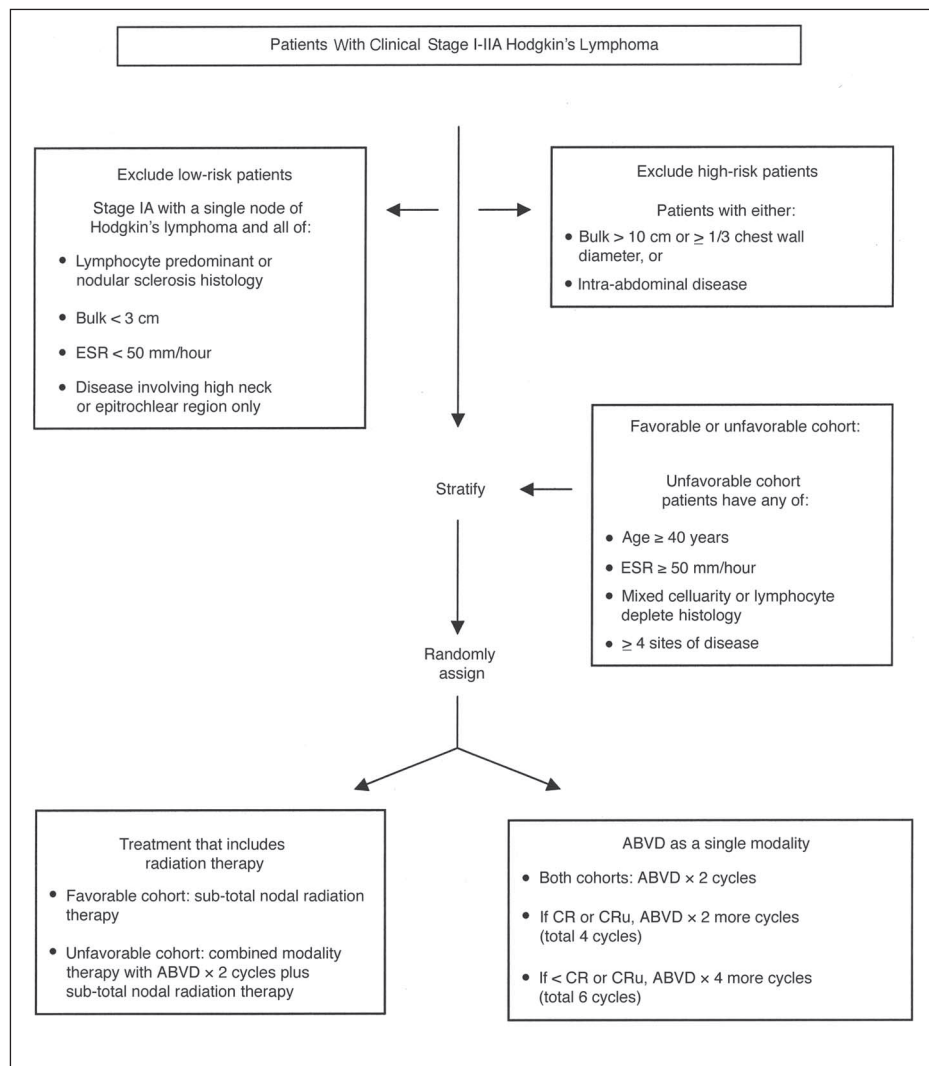 Patients With Clinical Stage I-IIA Hodgkin's Lymphoma
Exclude low-risk patients
Stage IA with a single node of
Hodgkin's lymphoma and all of:
• Lymphocyte predominant or
nodular sclerosis histology
• Bulk < 3 cm
• ESR < 50 mm/hour
• Disease involving high neck
or epitrochlear region only
Exclude high-risk patients
Patients with either:
• Bulk > 10 cm or ≥ 1/3 chest wall
diameter, or
• Intra-abdominal disease
Favorable or unfavorable cohort:
Unfavorable cohort
patients have any of:
• Age ≥ 40 years
• ESR ≥ 50 mm/hour
• Mixed celluarity or lymphocyte
deplete histology
• ≥ 4 sites of disease
Stratify
Randomly
assign
Treatment that includes
radiation therapy
• Favorable cohort: sub-total nodal radiation
therapy
• Unfavorable cohort: combined modality
therapy with ABVD × 2 cycles plus
sub-total nodal radiation therapy
ABVD as a single modality
• Both cohorts: ABVD × 2 cycles
• If CR or CRu, ABVD × 2 more cycles
(total 4 cycles)
• If < CR or CRu, ABVD × 4 more cycles
(total 6 cycles)